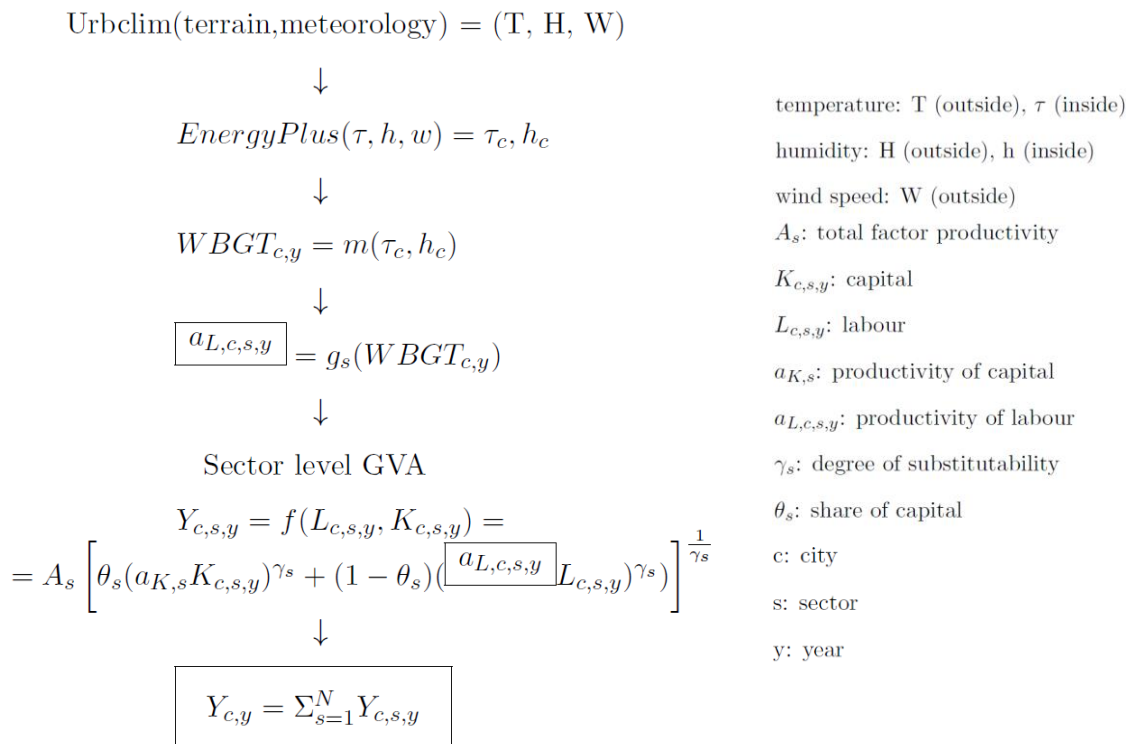 Urbclim(terrain,meteorology) = (T, H, W)
↓
EnergyPlus(τ, h, w) = τ_c, h_c
↓
WBGT_{c,y} = m(τ_c, h_c)
↓
a_{L,c,s,y} = g_s(WBGT_{c,y})
↓
Sector level GVA
Y_{c,s,y} = f(L_{c,s,y}, K_{c,s,y}) =
= A_s [θ_s(a_{K,s}K_{c,s,y})^{γ_s} + (1 − θ_s)(a_{L,c,s,y} L_{c,s,y})^{γ_s})]^{1/γ_s}
↓
Y_{c,y} = Σ_{s=1}^{N} Y_{c,s,y}
temperature: T (outside), τ (inside)
humidity: H (outside), h (inside)
wind speed: W (outside)
A_s: total factor productivity
K_{c,s,y}: capital
L_{c,s,y}: labour
a_{K,s}: productivity of capital
a_{L,c,s,y}: productivity of labour
γ_s: degree of substitutability
θ_s: share of capital
c: city
s: sector
y: year